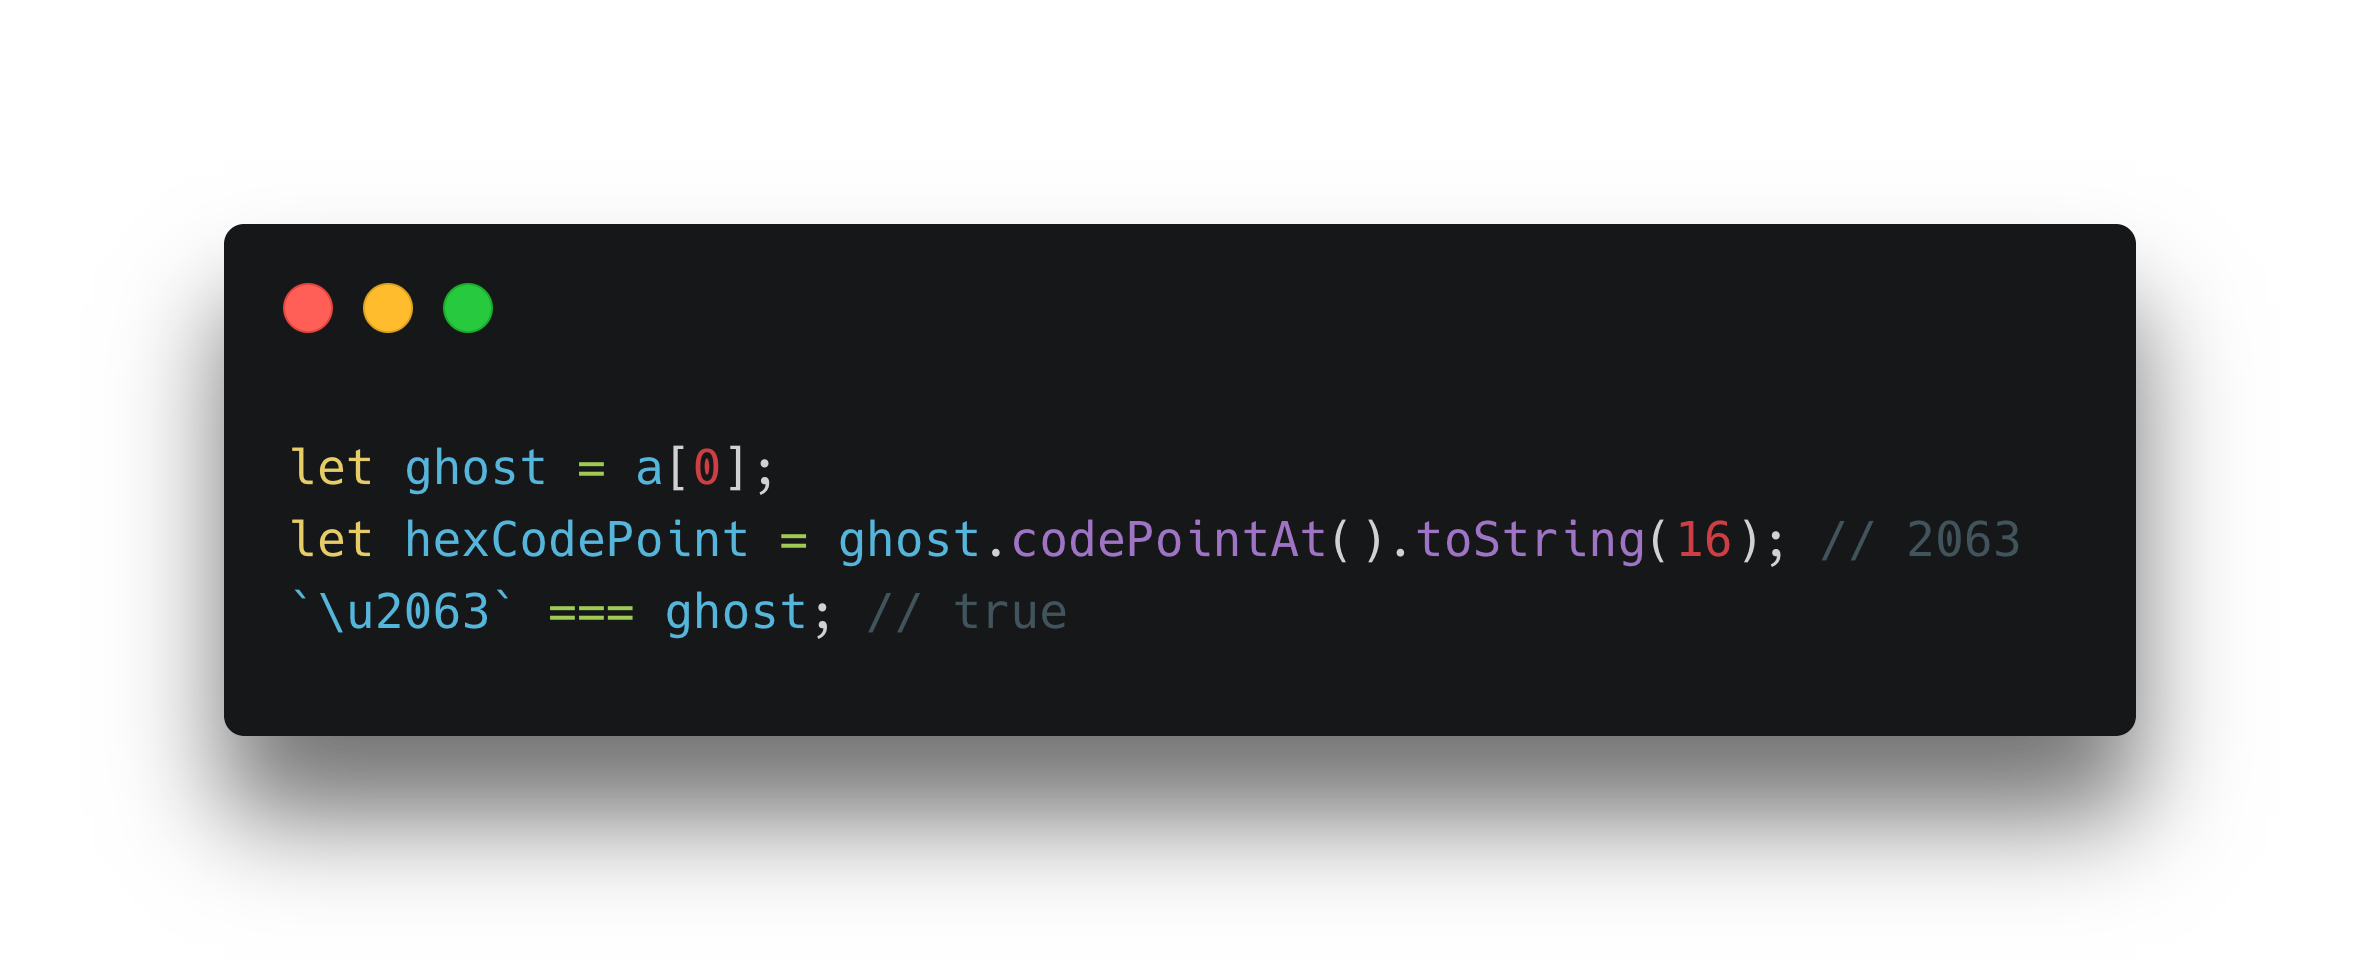 let ghost = a[0];
let hexCodePoint = ghost.codePointAt().toString(16); // 2063
`\u2063` === ghost; // true